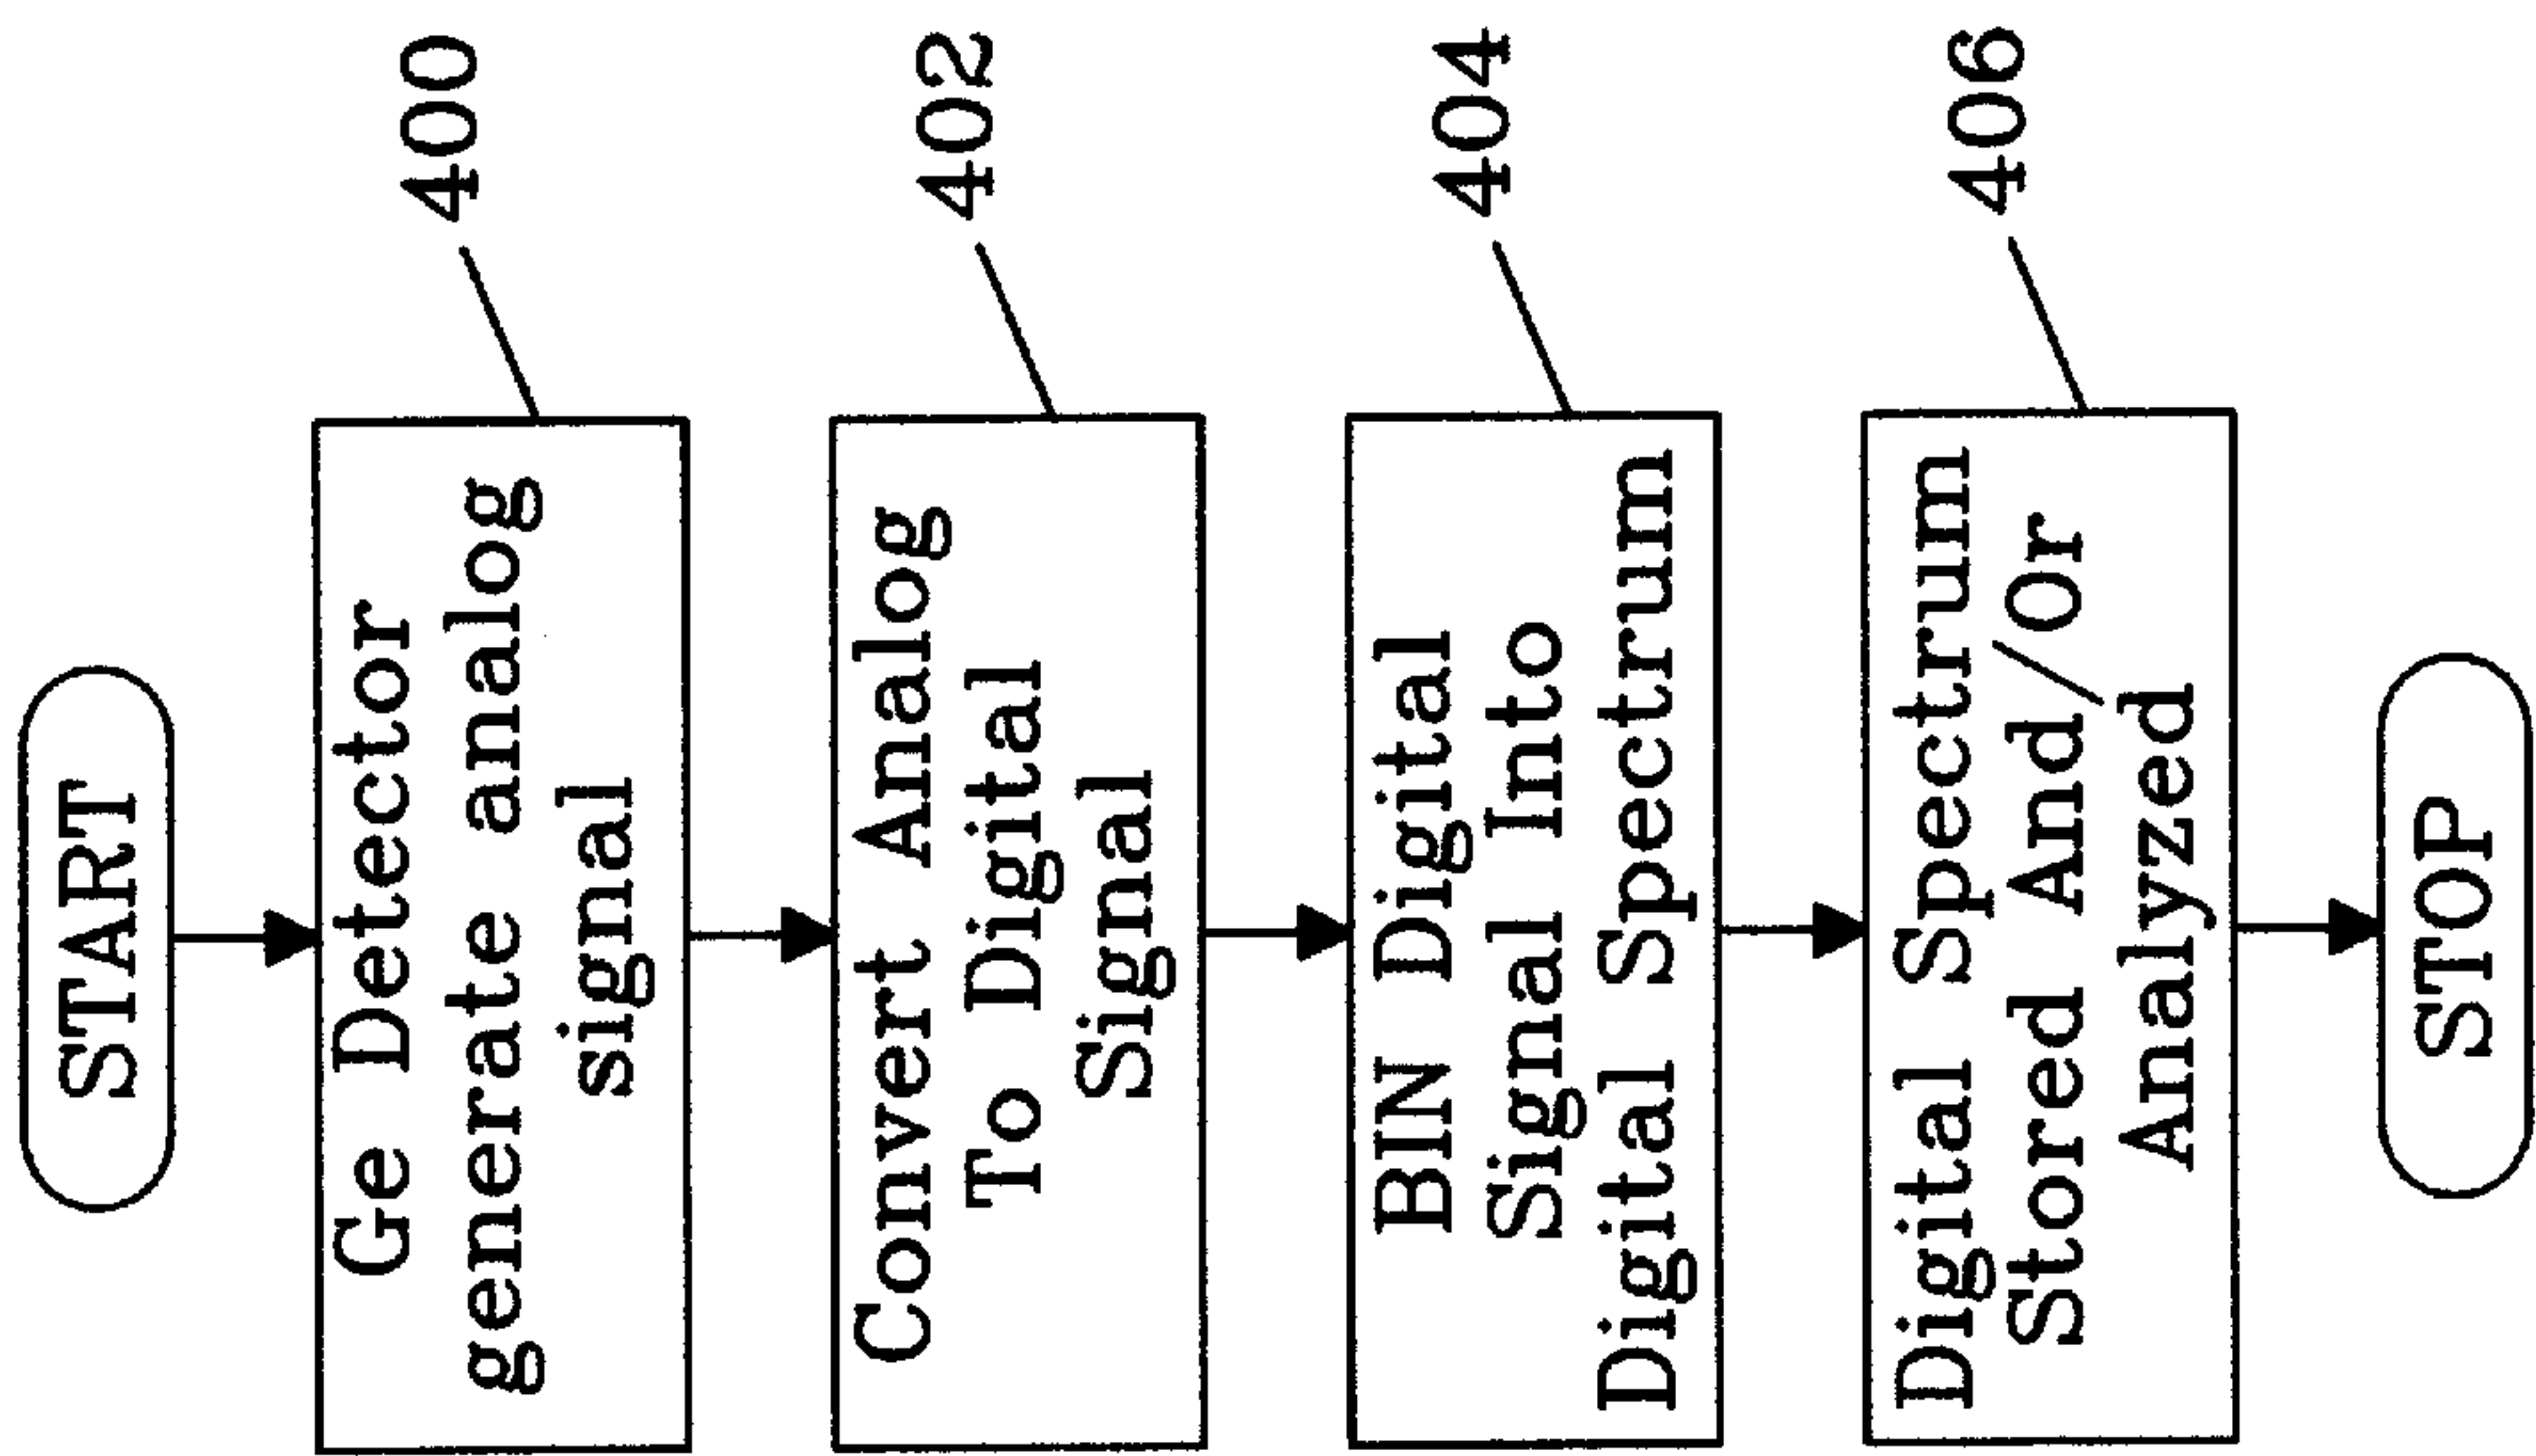 START
Ge Detector
generate analog
signal
400
Convert Analog
To Digital
Signal
402
BIN Digital
Signal Into
Digital Spectrum
404
Digital Spectrum
Stored And/Or
Analyzed
406
STOP